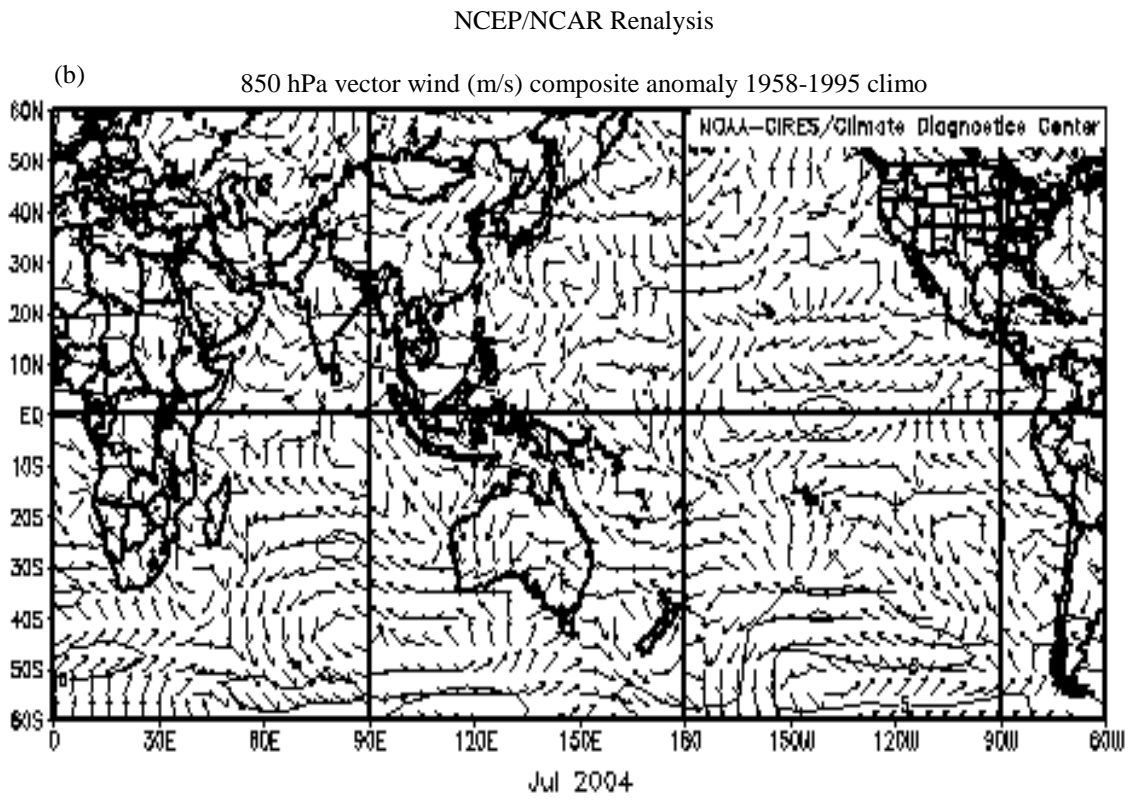 NCEP/NCAR Renalysis
(b)
850 hPa vector wind (m/s) composite anomaly 1958-1995 climo
NOAA-CIRES/Climate Diagnostics Center
60N
50N
40N
30N
20N
10N
EQ
10S
20S
30S
40S
50S
60S
0 30E 60E 90E 120E 150E 180 150W 120W 90W 60W
Jul 2004